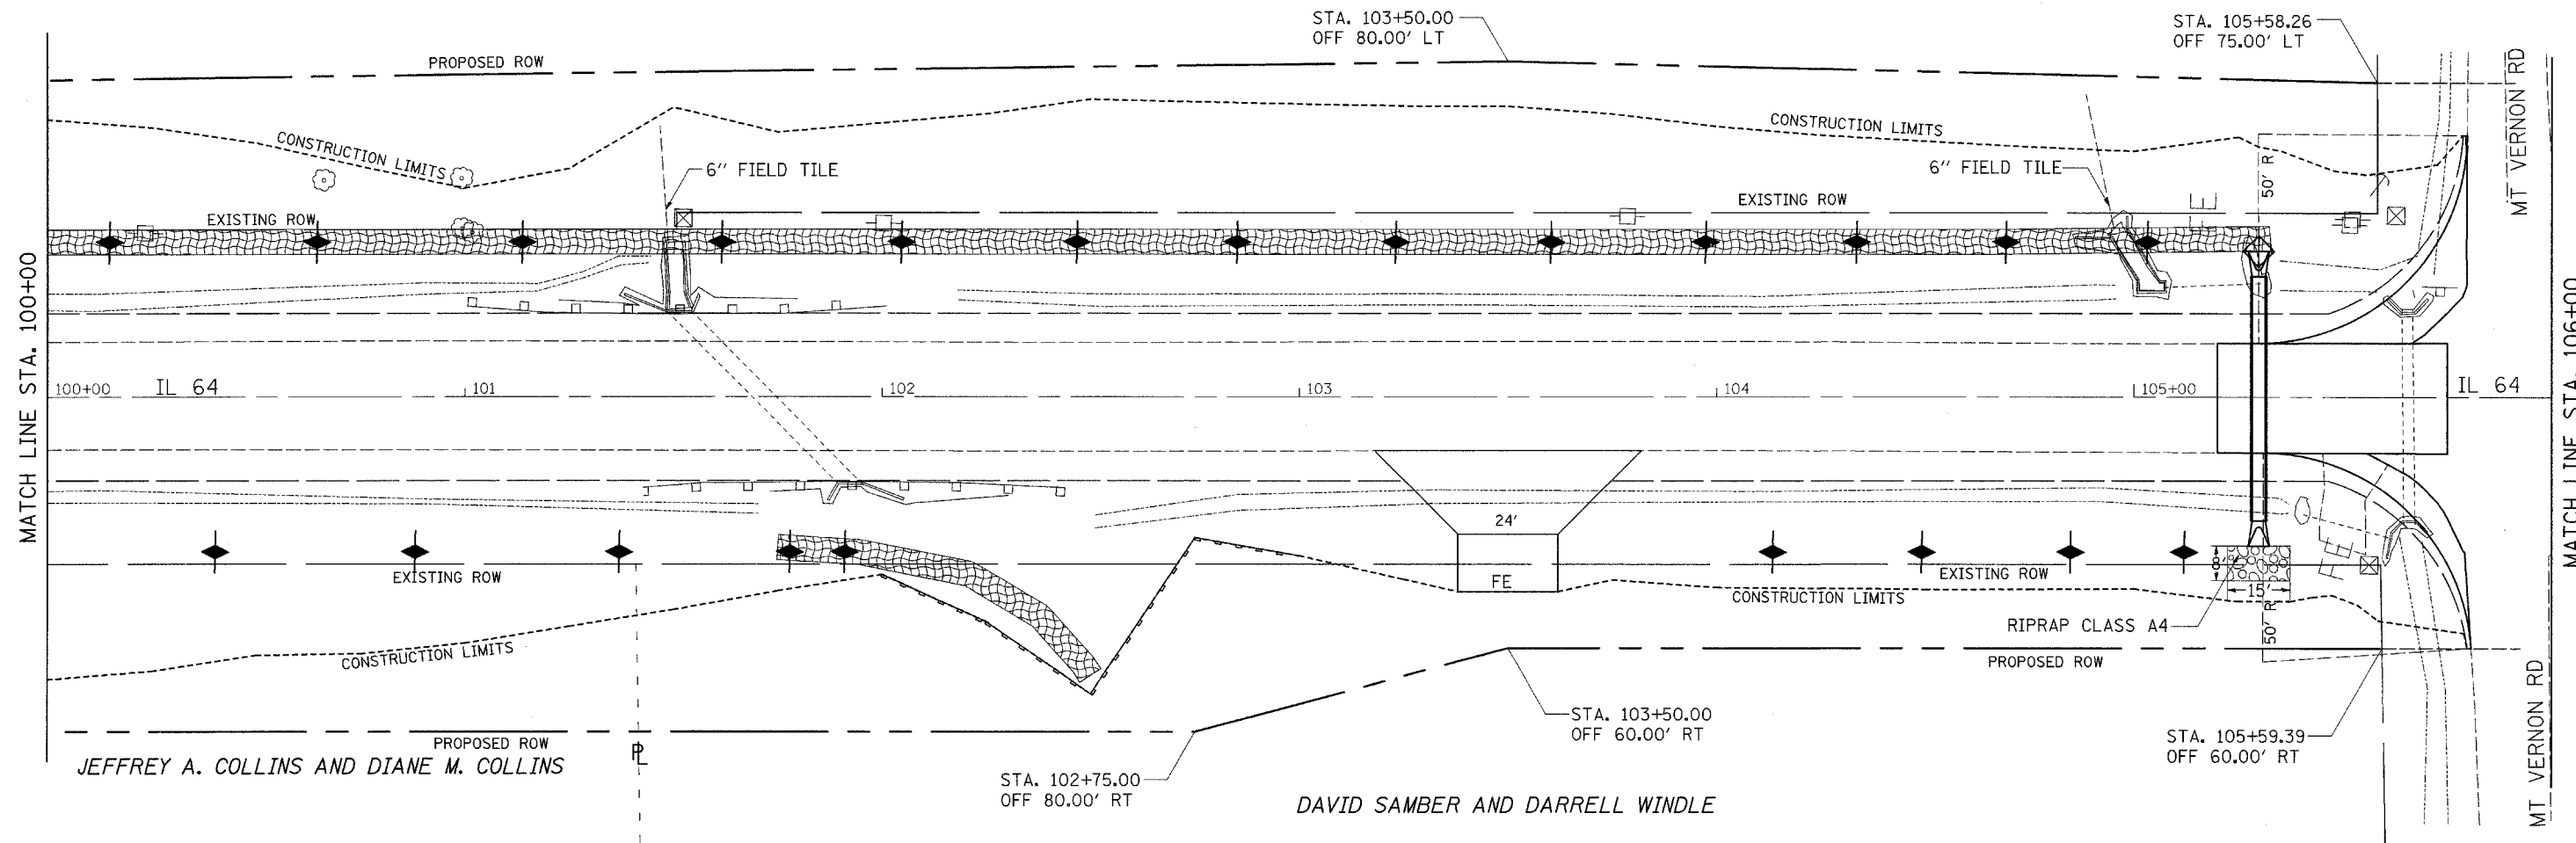 STA. 103+50.00
OFF 80.00' LT
STA. 105+58.26
OFF 75.00' LT
PROPOSED ROW
MT VERNON RD
CONSTRUCTION LIMITS
CONSTRUCTION LIMITS
6" FIELD TILE
6" FIELD TILE
50' R
EXISTING ROW
EXISTING ROW
FE
MATCH LINE STA. 100+00
MATCH LINE STA. 106+00
100+00
IL 64
101
102
103
104
105+00
IL 64
24'
FE
EXISTING ROW
EXISTING ROW
8'
15'
CONSTRUCTION LIMITS
CONSTRUCTION LIMITS
RIPRAP CLASS A4
50' R
PROPOSED ROW
PROPOSED ROW
PL
JEFFREY A. COLLINS AND DIANE M. COLLINS
STA. 103+50.00
OFF 60.00' RT
STA. 105+59.39
OFF 60.00' RT
STA. 102+75.00
OFF 80.00' RT
DAVID SAMBER AND DARRELL WINDLE
MT VERNON RD